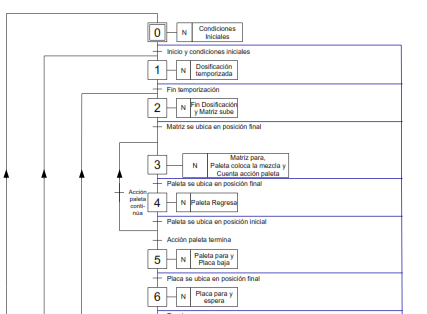 0
N
Condiciones
Iniciales
Inicio y condiciones iniciales
1
N
Dosificación
temporizada
Fin temporización
2
N
Fin Dosificación
y Matriz sube
Matriz se ubica en posición final
3
N
Matriz para,
Paleta coloca la mezcla y
Cuenta acción paleta
Paleta se ubica en posición final
Acción
paleta
conti-
núa
4
N
Paleta Regresa
Paleta se ubica en posición inicial
Acción paleta termina
5
N
Paleta para y
Placa baja
Placa se ubica en posición final
6
N
Placa para y
espera